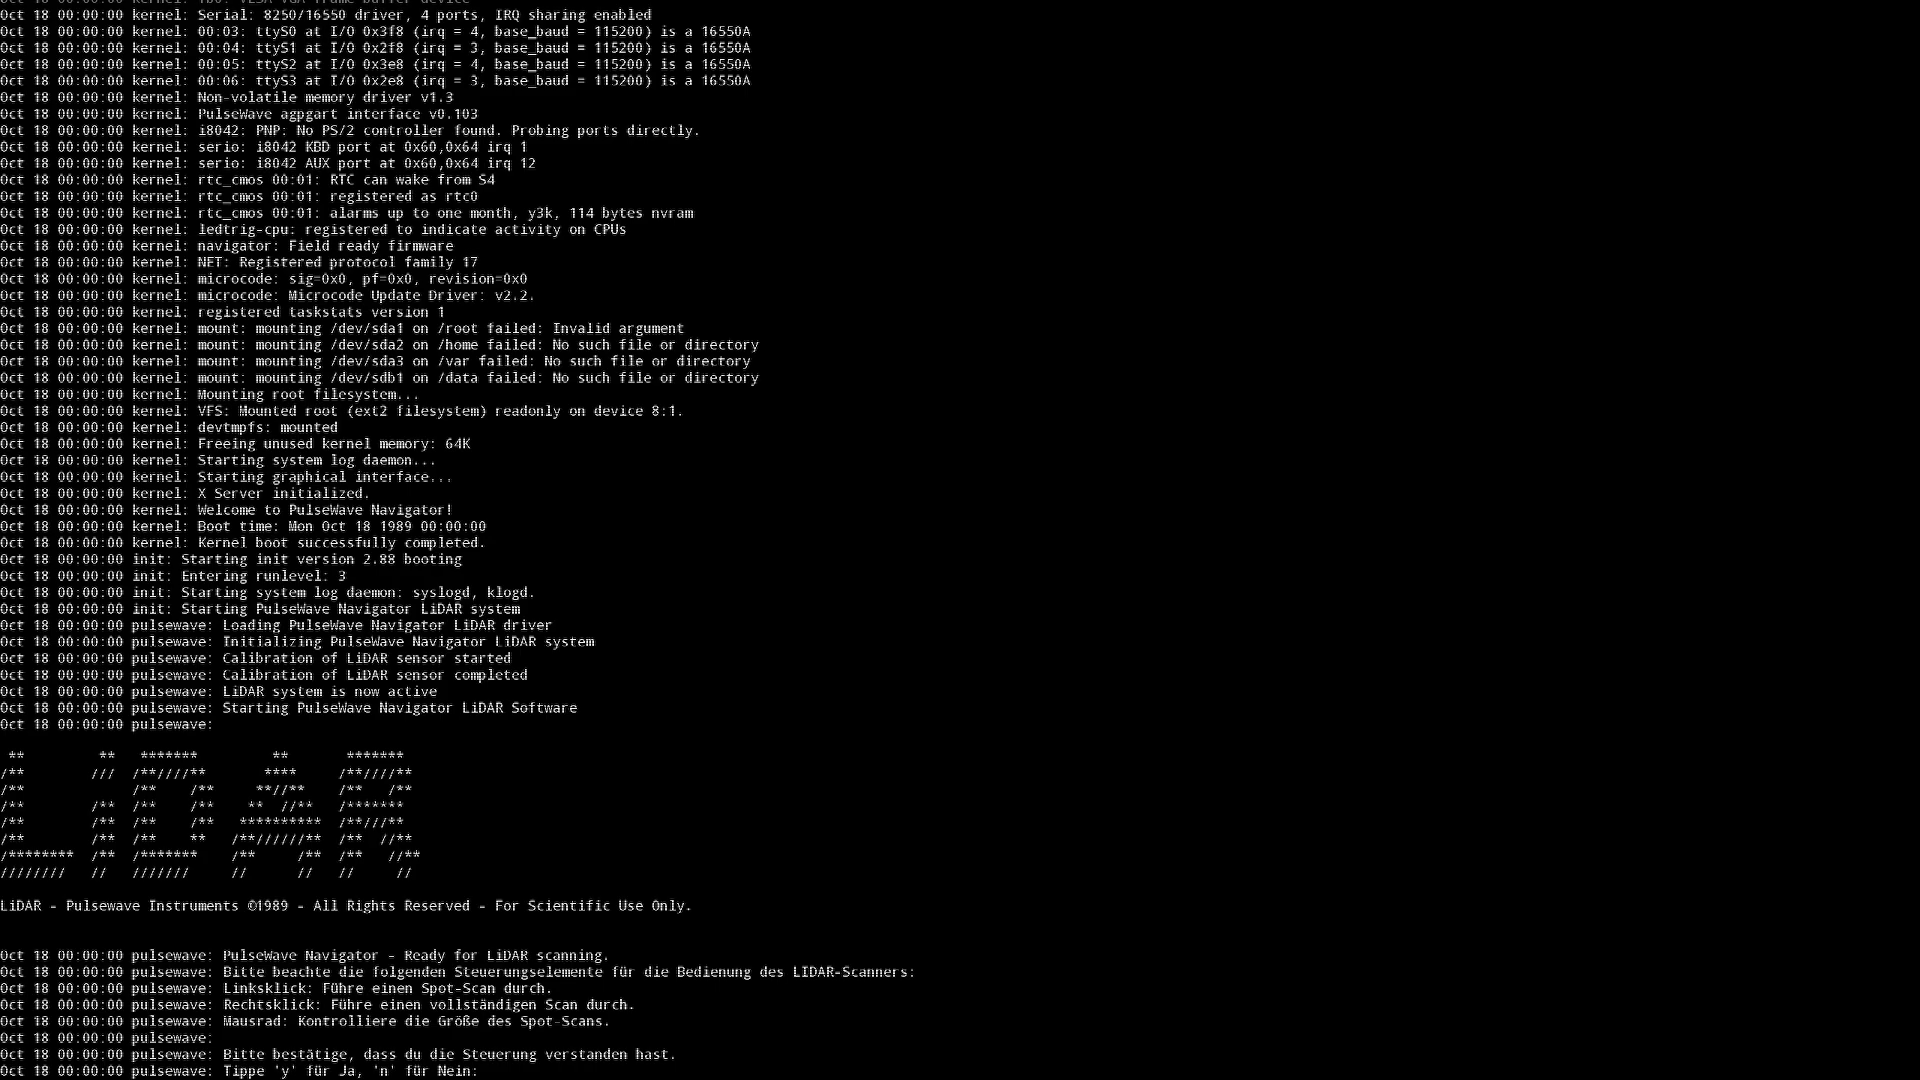 Oct 18 00:00:00 kernel: fb0: VESA VGA frame buffer device
Oct 18 00:00:00 kernel: Serial: 8250/16550 driver, 4 ports, IRQ sharing enabled
Oct 18 00:00:00 kernel: 00:03: ttyS0 at I/O 0x3f8 (irq = 4, base_baud = 115200) is a 16550A
Oct 18 00:00:00 kernel: 00:04: ttyS1 at I/O 0x2f8 (irq = 3, base_baud = 115200) is a 16550A
Oct 18 00:00:00 kernel: 00:05: ttyS2 at I/O 0x3e8 (irq = 4, base_baud = 115200) is a 16550A
Oct 18 00:00:00 kernel: 00:06: ttyS3 at I/O 0x2e8 (irq = 3, base_baud = 115200) is a 16550A
Oct 18 00:00:00 kernel: Non-volatile memory driver v1.3
Oct 18 00:00:00 kernel: PulseWave agpgart interface v0.103
Oct 18 00:00:00 kernel: i8042: PNP: No PS/2 controller found. Probing ports directly.
Oct 18 00:00:00 kernel: serio: i8042 KBD port at 0x60,0x64 irq 1
Oct 18 00:00:00 kernel: serio: i8042 AUX port at 0x60,0x64 irq 12
Oct 18 00:00:00 kernel: rtc_cmos 00:01: RTC can wake from S4
Oct 18 00:00:00 kernel: rtc_cmos 00:01: registered as rtc0
Oct 18 00:00:00 kernel: rtc_cmos 00:01: alarms up to one month, y3k, 114 bytes nvram
Oct 18 00:00:00 kernel: ledtrig-cpu: registered to indicate activity on CPUs
Oct 18 00:00:00 kernel: navigator: Field ready firmware
Oct 18 00:00:00 kernel: NET: Registered protocol family 17
Oct 18 00:00:00 kernel: microcode: sig=0x0, pf=0x0, revision=0x0
Oct 18 00:00:00 kernel: microcode: Microcode Update Driver: v2.2.
Oct 18 00:00:00 kernel: registered taskstats version 1
Oct 18 00:00:00 kernel: mount: mounting /dev/sda1 on /root failed: Invalid argument
Oct 18 00:00:00 kernel: mount: mounting /dev/sda2 on /home failed: No such file or directory
Oct 18 00:00:00 kernel: mount: mounting /dev/sda3 on /var failed: No such file or directory
Oct 18 00:00:00 kernel: mount: mounting /dev/sdb1 on /data failed: No such file or directory
Oct 18 00:00:00 kernel: Mounting root filesystem...
Oct 18 00:00:00 kernel: VFS: Mounted root (ext2 filesystem) readonly on device 8:1.
Oct 18 00:00:00 kernel: devtmpfs: mounted
Oct 18 00:00:00 kernel: Freeing unused kernel memory: 64K
Oct 18 00:00:00 kernel: Starting system log daemon...
Oct 18 00:00:00 kernel: Starting graphical interface...
Oct 18 00:00:00 kernel: X Server initialized.
Oct 18 00:00:00 kernel: Welcome to PulseWave Navigator!
Oct 18 00:00:00 kernel: Boot time: Mon Oct 18 1989 00:00:00
Oct 18 00:00:00 kernel: Kernel boot successfully completed.
Oct 18 00:00:00 init: Starting init version 2.88 booting
Oct 18 00:00:00 init: Entering runlevel: 3
Oct 18 00:00:00 init: Starting system log daemon: syslogd, klogd.
Oct 18 00:00:00 init: Starting PulseWave Navigator LiDAR system
Oct 18 00:00:00 pulsewave: Loading PulseWave Navigator LiDAR driver
Oct 18 00:00:00 pulsewave: Initializing PulseWave Navigator LiDAR system
Oct 18 00:00:00 pulsewave: Calibration of LiDAR sensor started
Oct 18 00:00:00 pulsewave: Calibration of LiDAR sensor completed
Oct 18 00:00:00 pulsewave: LiDAR system is now active
Oct 18 00:00:00 pulsewave: Starting PulseWave Navigator LiDAR Software
Oct 18 00:00:00 pulsewave:
LiDAR
LiDAR - Pulsewave Instruments ©1989 - All Rights Reserved - For Scientific Use Only.
Oct 18 00:00:00 pulsewave: PulseWave Navigator - Ready for LiDAR scanning.
Oct 18 00:00:00 pulsewave: Bitte beachte die folgenden Steuerungselemente für die Bedienung des LIDAR-Scanners:
Oct 18 00:00:00 pulsewave: Linksklick: Führe einen Spot-Scan durch.
Oct 18 00:00:00 pulsewave: Rechtsklick: Führe einen vollständigen Scan durch.
Oct 18 00:00:00 pulsewave: Mausrad: Kontrolliere die Größe des Spot-Scans.
Oct 18 00:00:00 pulsewave:
Oct 18 00:00:00 pulsewave: Bitte bestätige, dass du die Steuerung verstanden hast.
Oct 18 00:00:00 pulsewave: Tippe 'y' für Ja, 'n' für Nein: